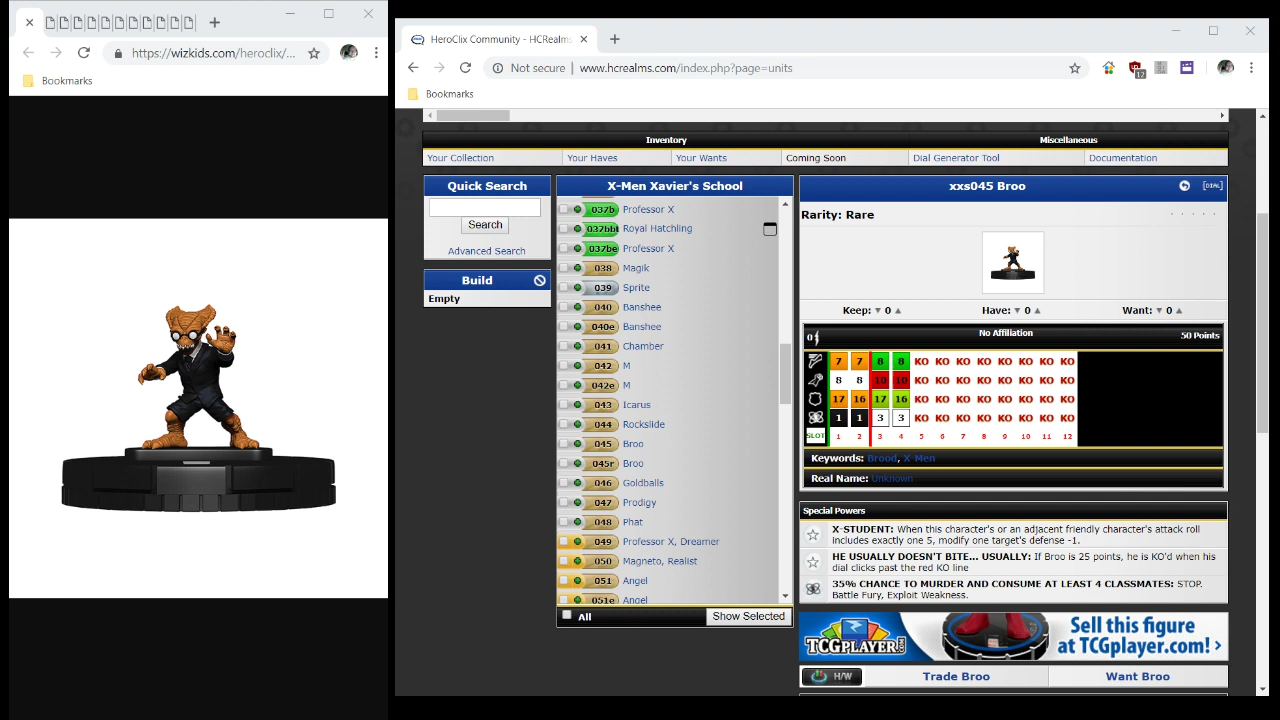 https://wizkids.com/heroclix/...
Bookmarks
HeroClix Community - HCRealms
Not secure | www.hcrealms.com/index.php?page=units
12
Bookmarks
Inventory
Miscellaneous
Your Collection
Your Haves
Your Wants
Coming Soon
Dial Generator Tool
Documentation
Quick Search
Search
Advanced Search
Build
Empty
X-Men Xavier's School
037b Professor X
037bbt Royal Hatchling
037be Professor X
038 Magik
039 Sprite
040 Banshee
040e Banshee
041 Chamber
042 M
042e M
043 Icarus
044 Rockslide
045 Broo
045r Broo
046 Goldballs
047 Prodigy
048 Phat
049 Professor X, Dreamer
050 Magneto, Realist
051 Angel
051e Angel
All
Show Selected
xxs045 Broo
[DIAL]
Rarity: Rare
Keep: ▼ 0 ▲
Have: ▼ 0 ▲
Want: ▼ 0 ▲
0
No Affiliation
50 Points
7 7 8 8 KO KO KO KO KO KO KO KO
8 8 10 10 KO KO KO KO KO KO KO KO
17 16 17 16 KO KO KO KO KO KO KO KO
1 1 3 3 KO KO KO KO KO KO KO KO
SLOT 1 2 3 4 5 6 7 8 9 10 11 12
Keywords: Brood, X-Men
Real Name: Unknown
Special Powers
X-STUDENT: When this character's or an adjacent friendly character's attack roll
includes exactly one 5, modify one target's defense -1.
HE USUALLY DOESN'T BITE... USUALLY: If Broo is 25 points, he is KO'd when his
dial clicks past the red KO line
35% CHANCE TO MURDER AND CONSUME AT LEAST 4 CLASSMATES: STOP.
Battle Fury, Exploit Weakness.
TCGPLAYER.COM
Sell this figure
at TCGplayer.com! ›
H/W
Trade Broo
Want Broo